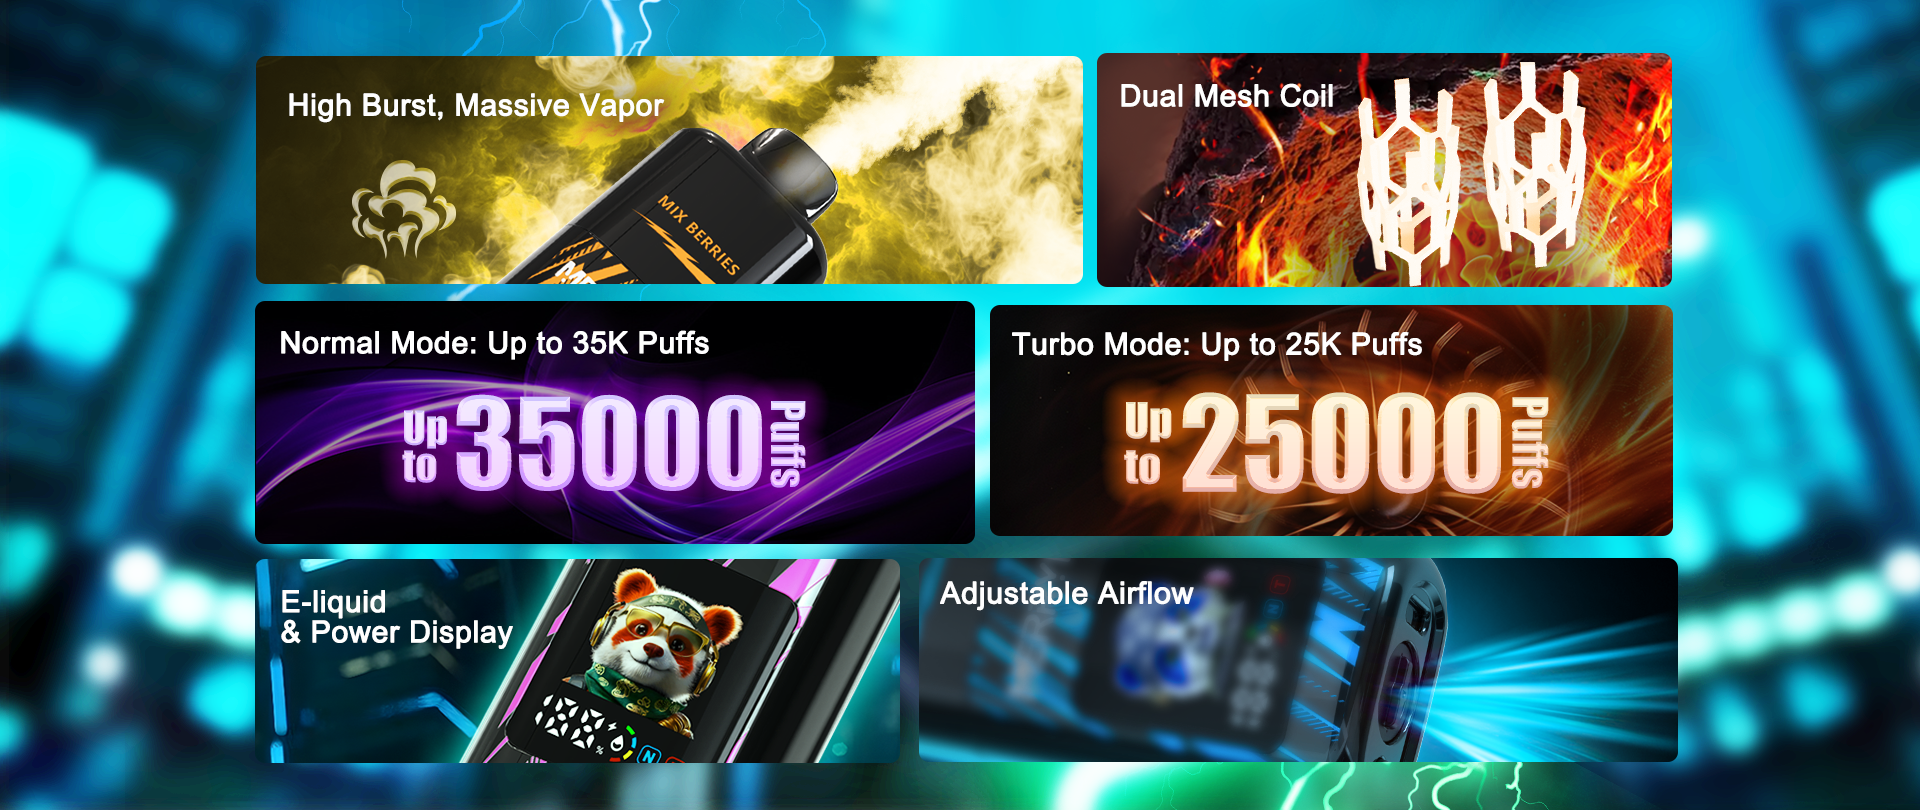 High Burst, Massive Vapor
MIX BERRIES
Dual Mesh Coil
Normal Mode: Up to 35K Puffs
Up to 35000 Puffs
Turbo Mode: Up to 25K Puffs
Up to 25000 Puffs
E-liquid
& Power Display
88%
N
Adjustable Airflow